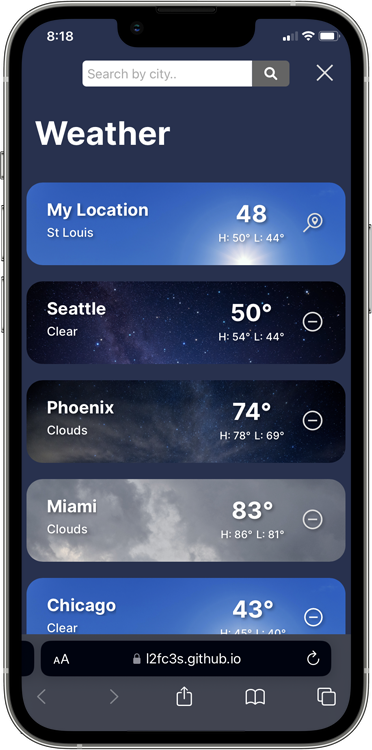 8:18
Search by city..
Weather
My Location
St Louis
48
H: 50° L: 44°
Seattle
Clear
50°
H: 54° L: 44°
Phoenix
Clouds
74°
H: 78° L: 69°
Miami
Clouds
83°
H: 86° L: 81°
Chicago
Clear
43°
H: 45° L: 40°
AA
l2fc3s.github.io